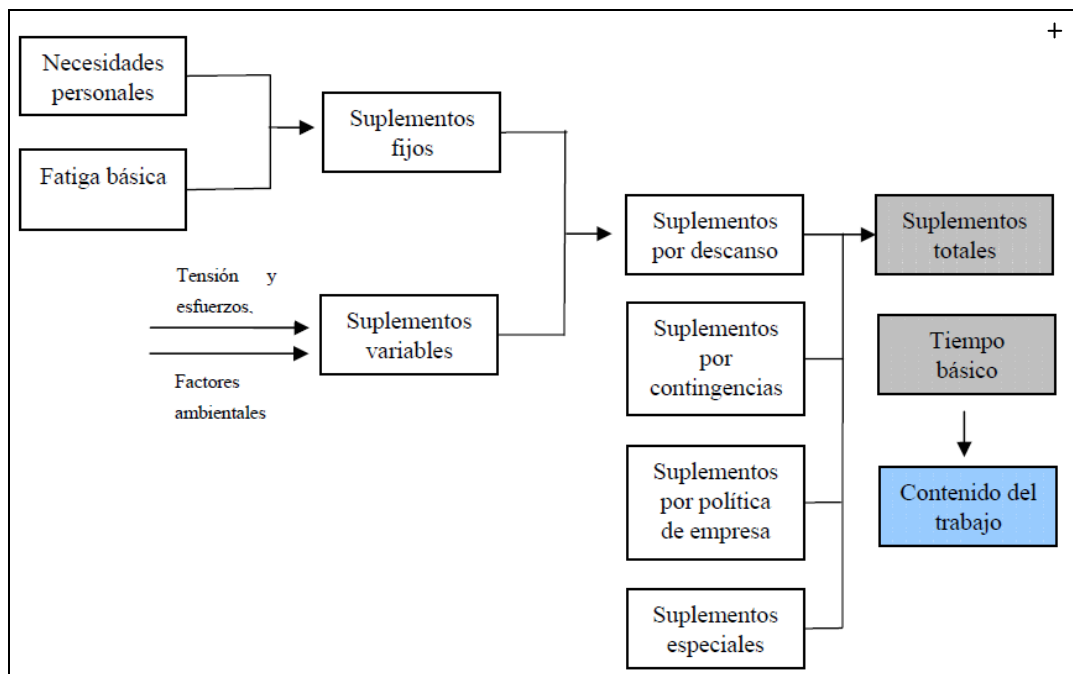 +
Necesidades
personales
Fatiga básica
Suplementos
fijos
Tensión y
esfuerzos.
Factores
ambientales
Suplementos
variables
Suplementos
por descanso
Suplementos
por
contingencias
Suplementos
por política
de empresa
Suplementos
especiales
Suplementos
totales
Tiempo
básico
Contenido del
trabajo